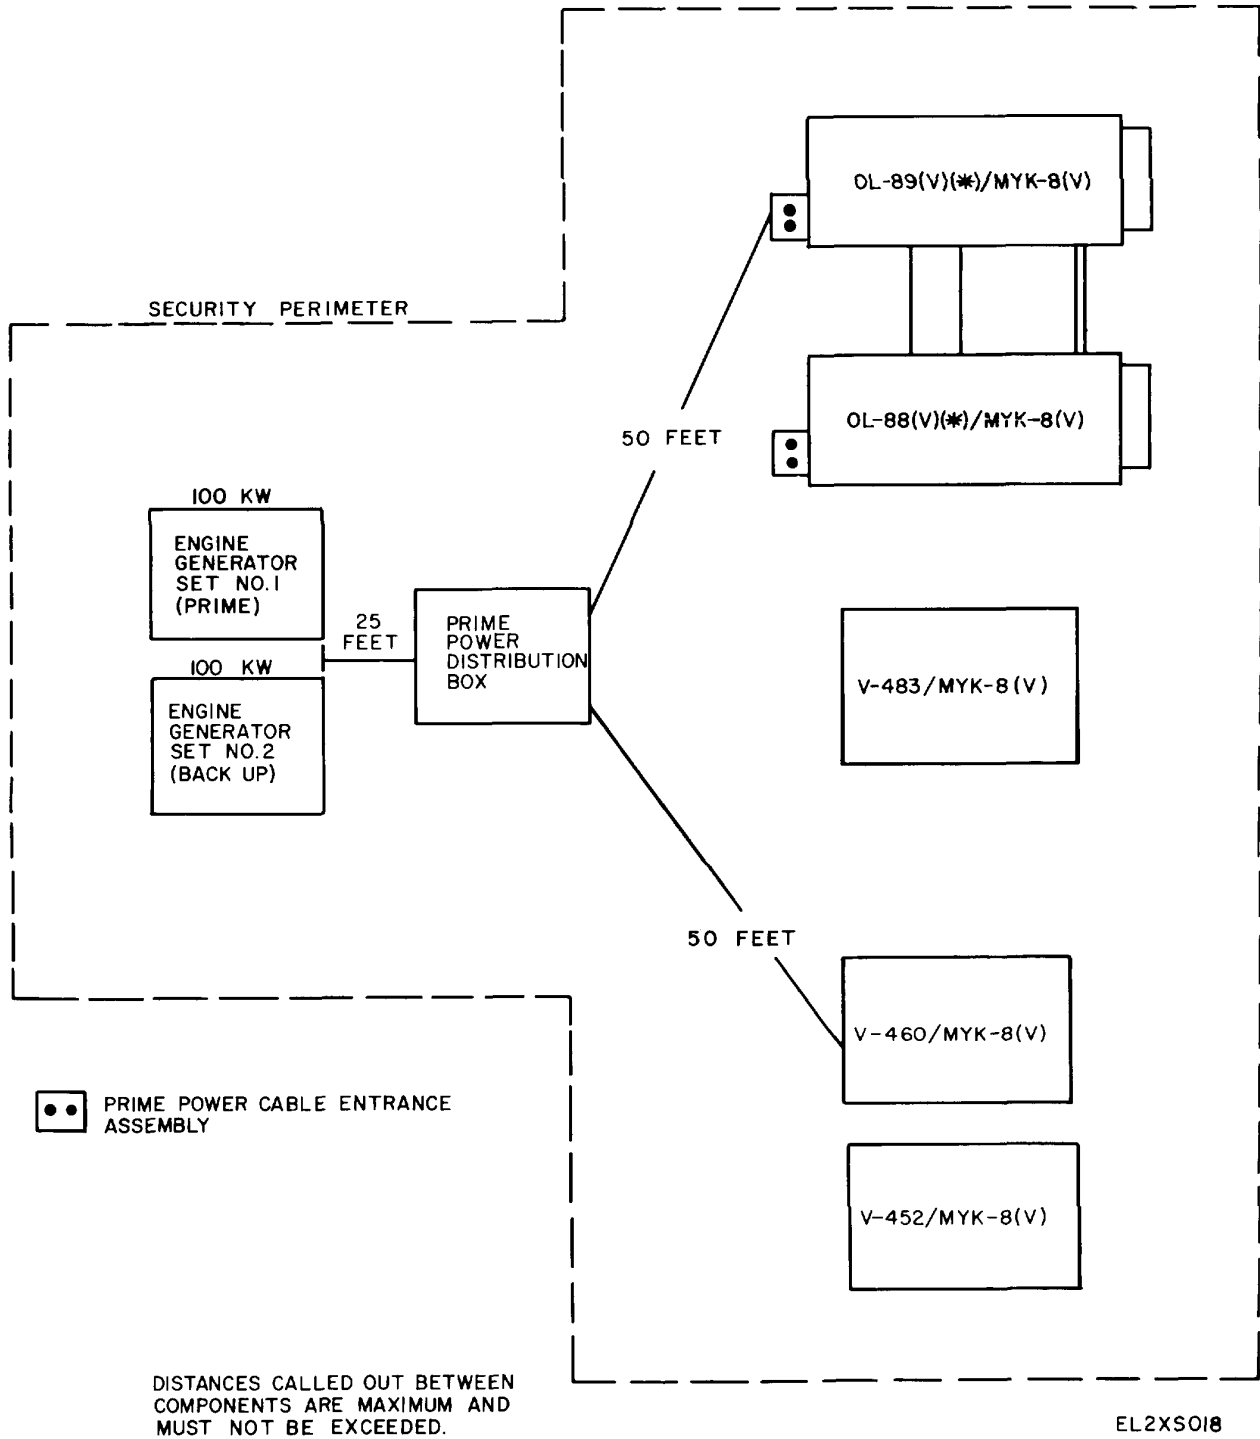 OL-89(V)(*)/MYK-8(V)
SECURITY PERIMETER
OL-88(V)(*)/MYK-8(V)
50 FEET
100 KW
ENGINE
GENERATOR
SET NO.1
(PRIME)
25
FEET
PRIME
POWER
DISTRIBUTION
BOX
100 KW
ENGINE
GENERATOR
SET NO.2
(BACK UP)
V-483/MYK-8(V)
50 FEET
V-460/MYK-8(V)
PRIME POWER CABLE ENTRANCE
ASSEMBLY
V-452/MYK-8(V)
DISTANCES CALLED OUT BETWEEN
COMPONENTS ARE MAXIMUM AND
MUST NOT BE EXCEEDED.
EL2XS018